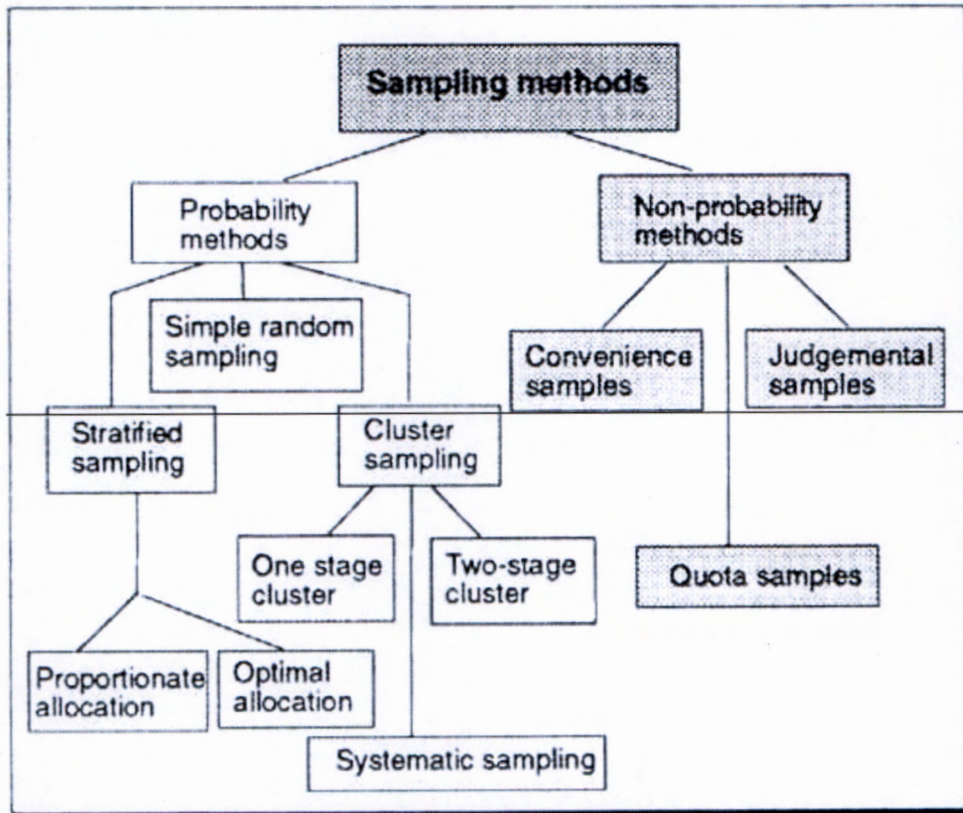 Sampling methods
Probability
methods
Non-probability
methods
Simple random
sampling
Convenience
samples
Judgemental
samples
Stratified
sampling
Cluster
sampling
One stage
cluster
Two-stage
cluster
Quota samples
Proportionate
allocation
Optimal
allocation
Systematic sampling